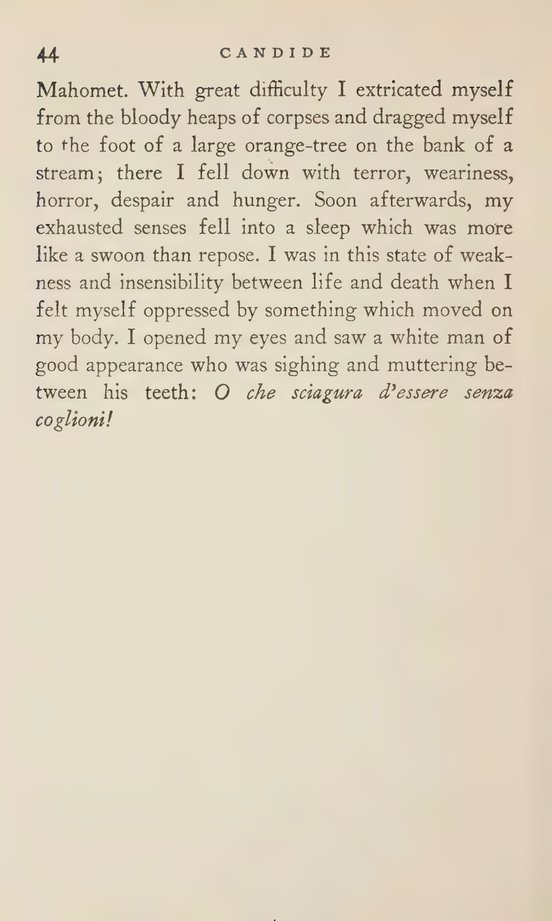 44
CANDIDE
Mahomet. With great difficulty I extricated myself
from the bloody heaps of corpses and dragged myself
to the foot of a large orange-tree on the bank of a
stream; there I fell down with terror, weariness,
horror, despair and hunger. Soon afterwards, my
exhausted senses fell into a sleep which was more
like a swoon than repose. I was in this state of weak-
ness and insensibility between life and death when I
felt myself oppressed by something which moved on
my body. I opened my eyes and saw a white man of
good appearance who was sighing and muttering be-
tween his teeth: O che sciagura d'essere senza
coglioni!